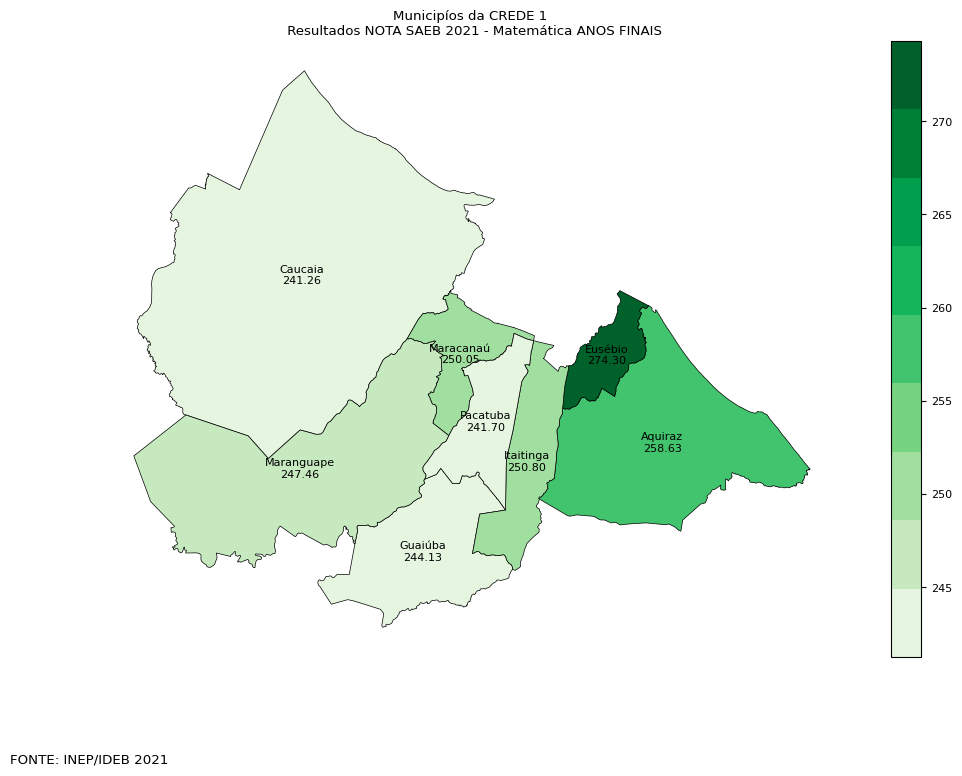 Municipíos da CREDE 1
Resultados NOTA SAEB 2021 - Matemática ANOS FINAIS
270
265
260
255
250
245
Caucaia
241.26
Maracanaú
250.05
Eusébio
274.30
Pacatuba
241.70
Aquiraz
258.63
Itaitinga
250.80
Maranguape
247.46
Guaiúba
244.13
FONTE: INEP/IDEB 2021